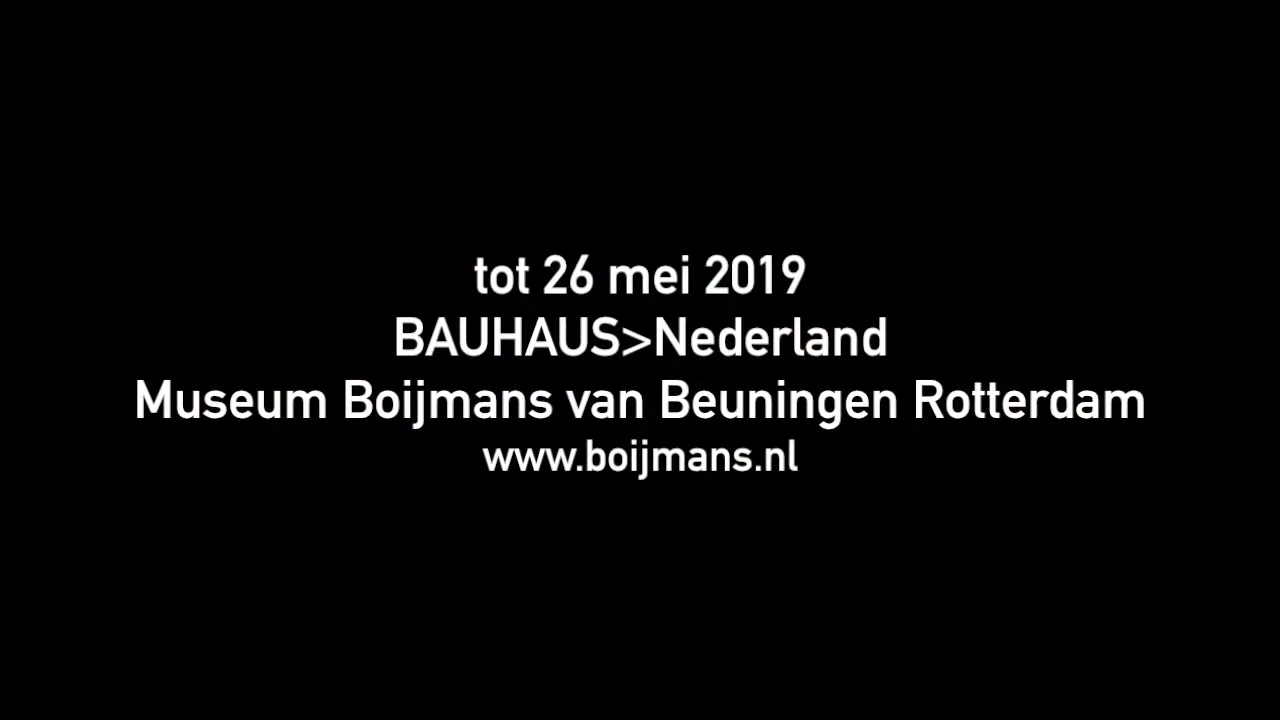 tot 26 mei 2019
BAUHAUS>Nederland
Museum Boijmans van Beuningen Rotterdam
www.boijmans.nl